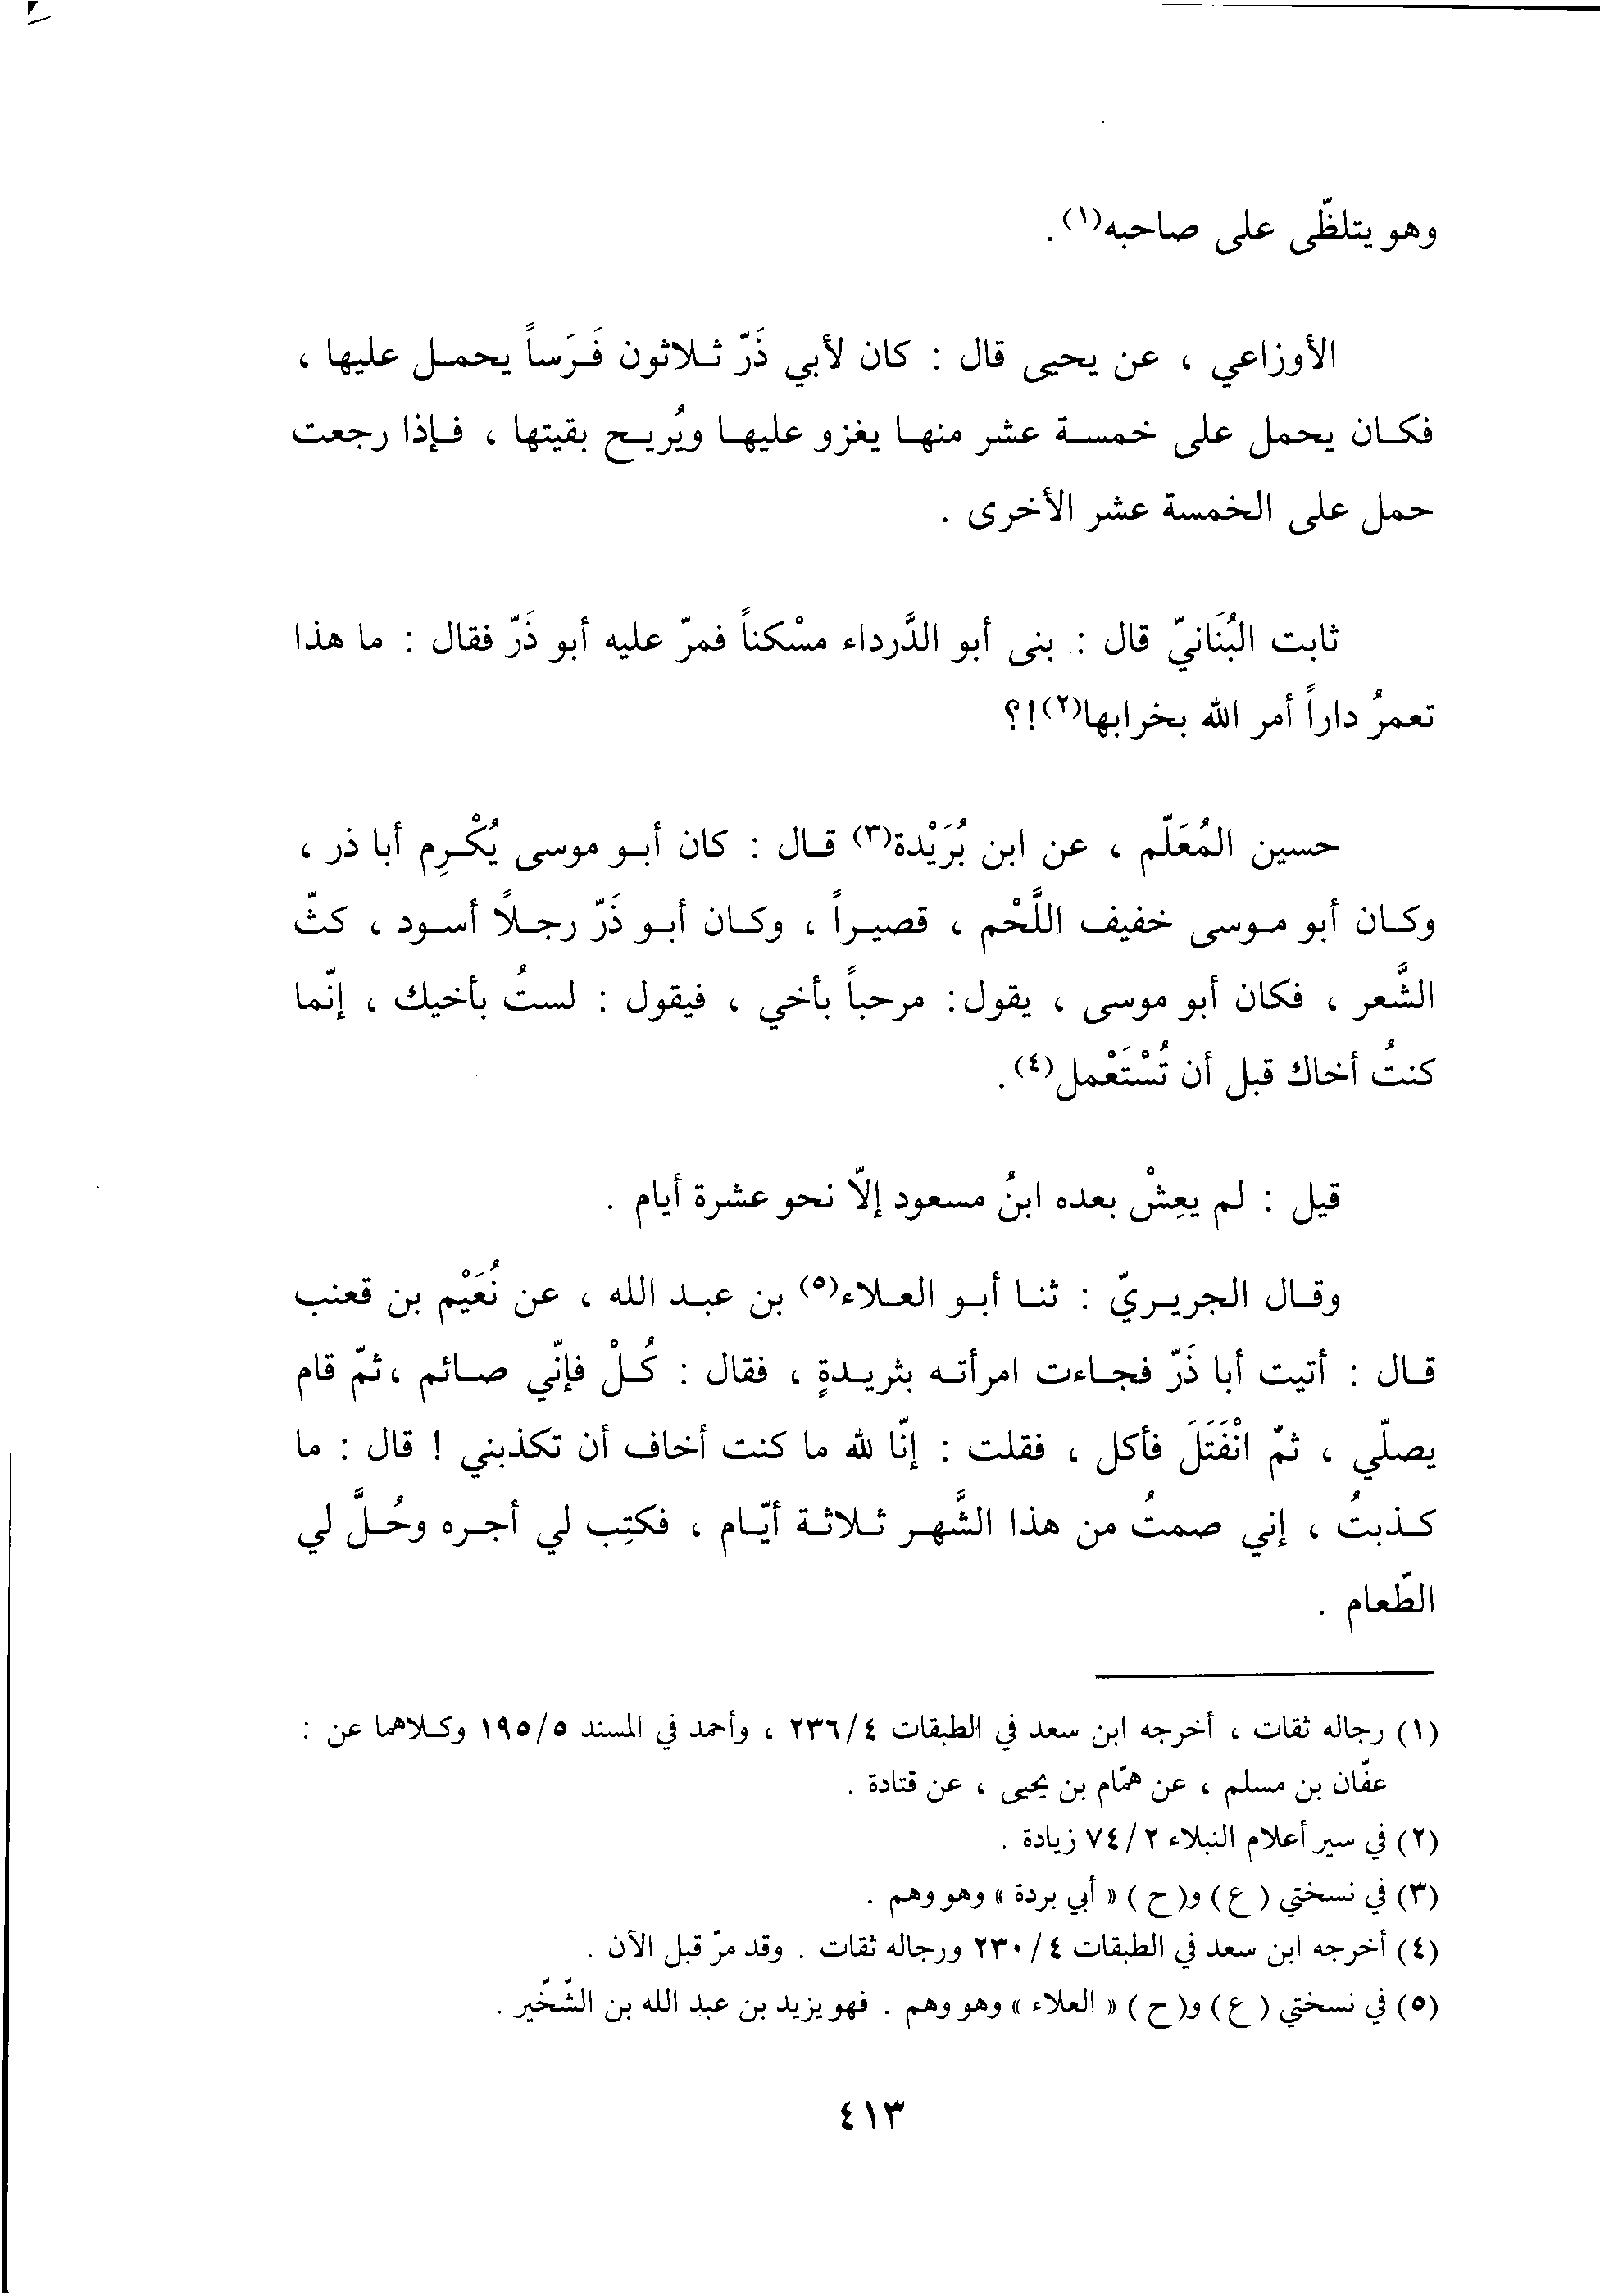 وهو يتلظّى على صاحبه(١) .
الأوزاعي ، عن يحيى قال : كان لأبي ذَرّ ثلاثون فَرَساً يحمل عليها ،
فكان يحمل على خمسة عشر منها يغزو عليها ويُريح بقيتها ، فإذا رجعت
حمل على الخمسة عشر الأخرى .
ثابت البُنَانيّ قال : بنى أبو الدَّرداء مسْكناً فمرّ عليه أبو ذَرّ فقال : ما هذا
تعمرُ داراً أمر الله بخرابها(٢)!؟
حسين المُعَلّم ، عن ابن بُرَيْدة(٣) قال : كان أبو موسى يُكْرِم أبا ذر ،
وكان أبو موسى خفيف اللَّحْم ، قصيراً ، وكان أبو ذَرّ رجلاً أسود ، كثّ
الشَّعر ، فكان أبو موسى ، يقول: مرحباً بأخي ، فيقول : لستُ بأخيك ، إنّما
كنتُ أخاك قبل أن تُسْتَعْمل(٤) .
قيل : لم يعِشْ بعده ابنُ مسعود إلاّ نحو عشرة أيام .
وقال الجريريّ : ثنا أبو العلاء(٥) بن عبد الله ، عن نُعَيْم بن قعنب
قال : أتيت أبا ذَرّ فجاءت امرأته بثريدةٍ ، فقال : كُلْ فإنّي صائم ،ثمّ قام
يصلّي ، ثمّ انْفَتَلَ فأكل ، فقلت : إنّا لله ما كنت أخاف أن تكذبني ! قال : ما
كذبتُ ، إني صمتُ من هذا الشَّهر ثلاثة أيّام ، فكتِب لي أجره وحُلَّ لي
الطّعام .
(١) رجاله ثقات ، أخرجه ابن سعد في الطبقات ٤/ ٢٣٦ ، وأحمد في المسند ٥/ ١٩٥ وكلاهما عن :
عفّان بن مسلم ، عن همّام بن يحيى ، عن قتادة .
(٢) في سير أعلام النبلاء ٢/ ٧٤ زيادة .
(٣) في نسختي ( ع ) و( ح ) « أبي بردة » وهو وهم .
(٤) أخرجه ابن سعد في الطبقات ٤/ ٢٣٠ ورجاله ثقات . وقد مرّ قبل الآن .
(٥) في نسختي ( ع ) و( ح ) « العلاء » وهو وهم . فهو يزيد بن عبد الله بن الشّخّير .
٤١٣